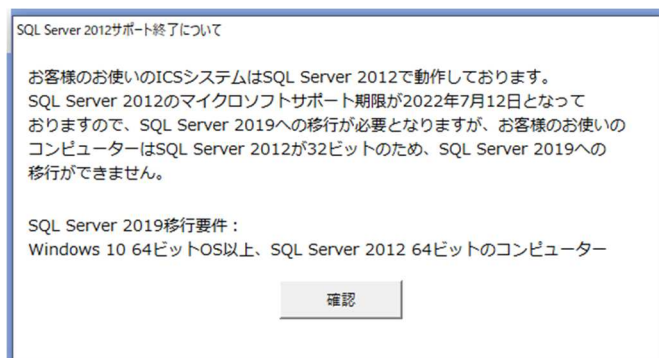 SQL Server 2012サポート終了について
お客様のお使いのICSシステムはSQL Server 2012で動作しております。
SQL Server 2012のマイクロソフトサポート期限が2022年7月12日となって
おりますので、SQL Server 2019への移行が必要となりますが、お客様のお使いの
コンピューターはSQL Server 2012が32ビットのため、SQL Server 2019への
移行ができません。
SQL Server 2019移行要件：
Windows 10 64ビットOS以上、SQL Server 2012 64ビットのコンピューター
確認